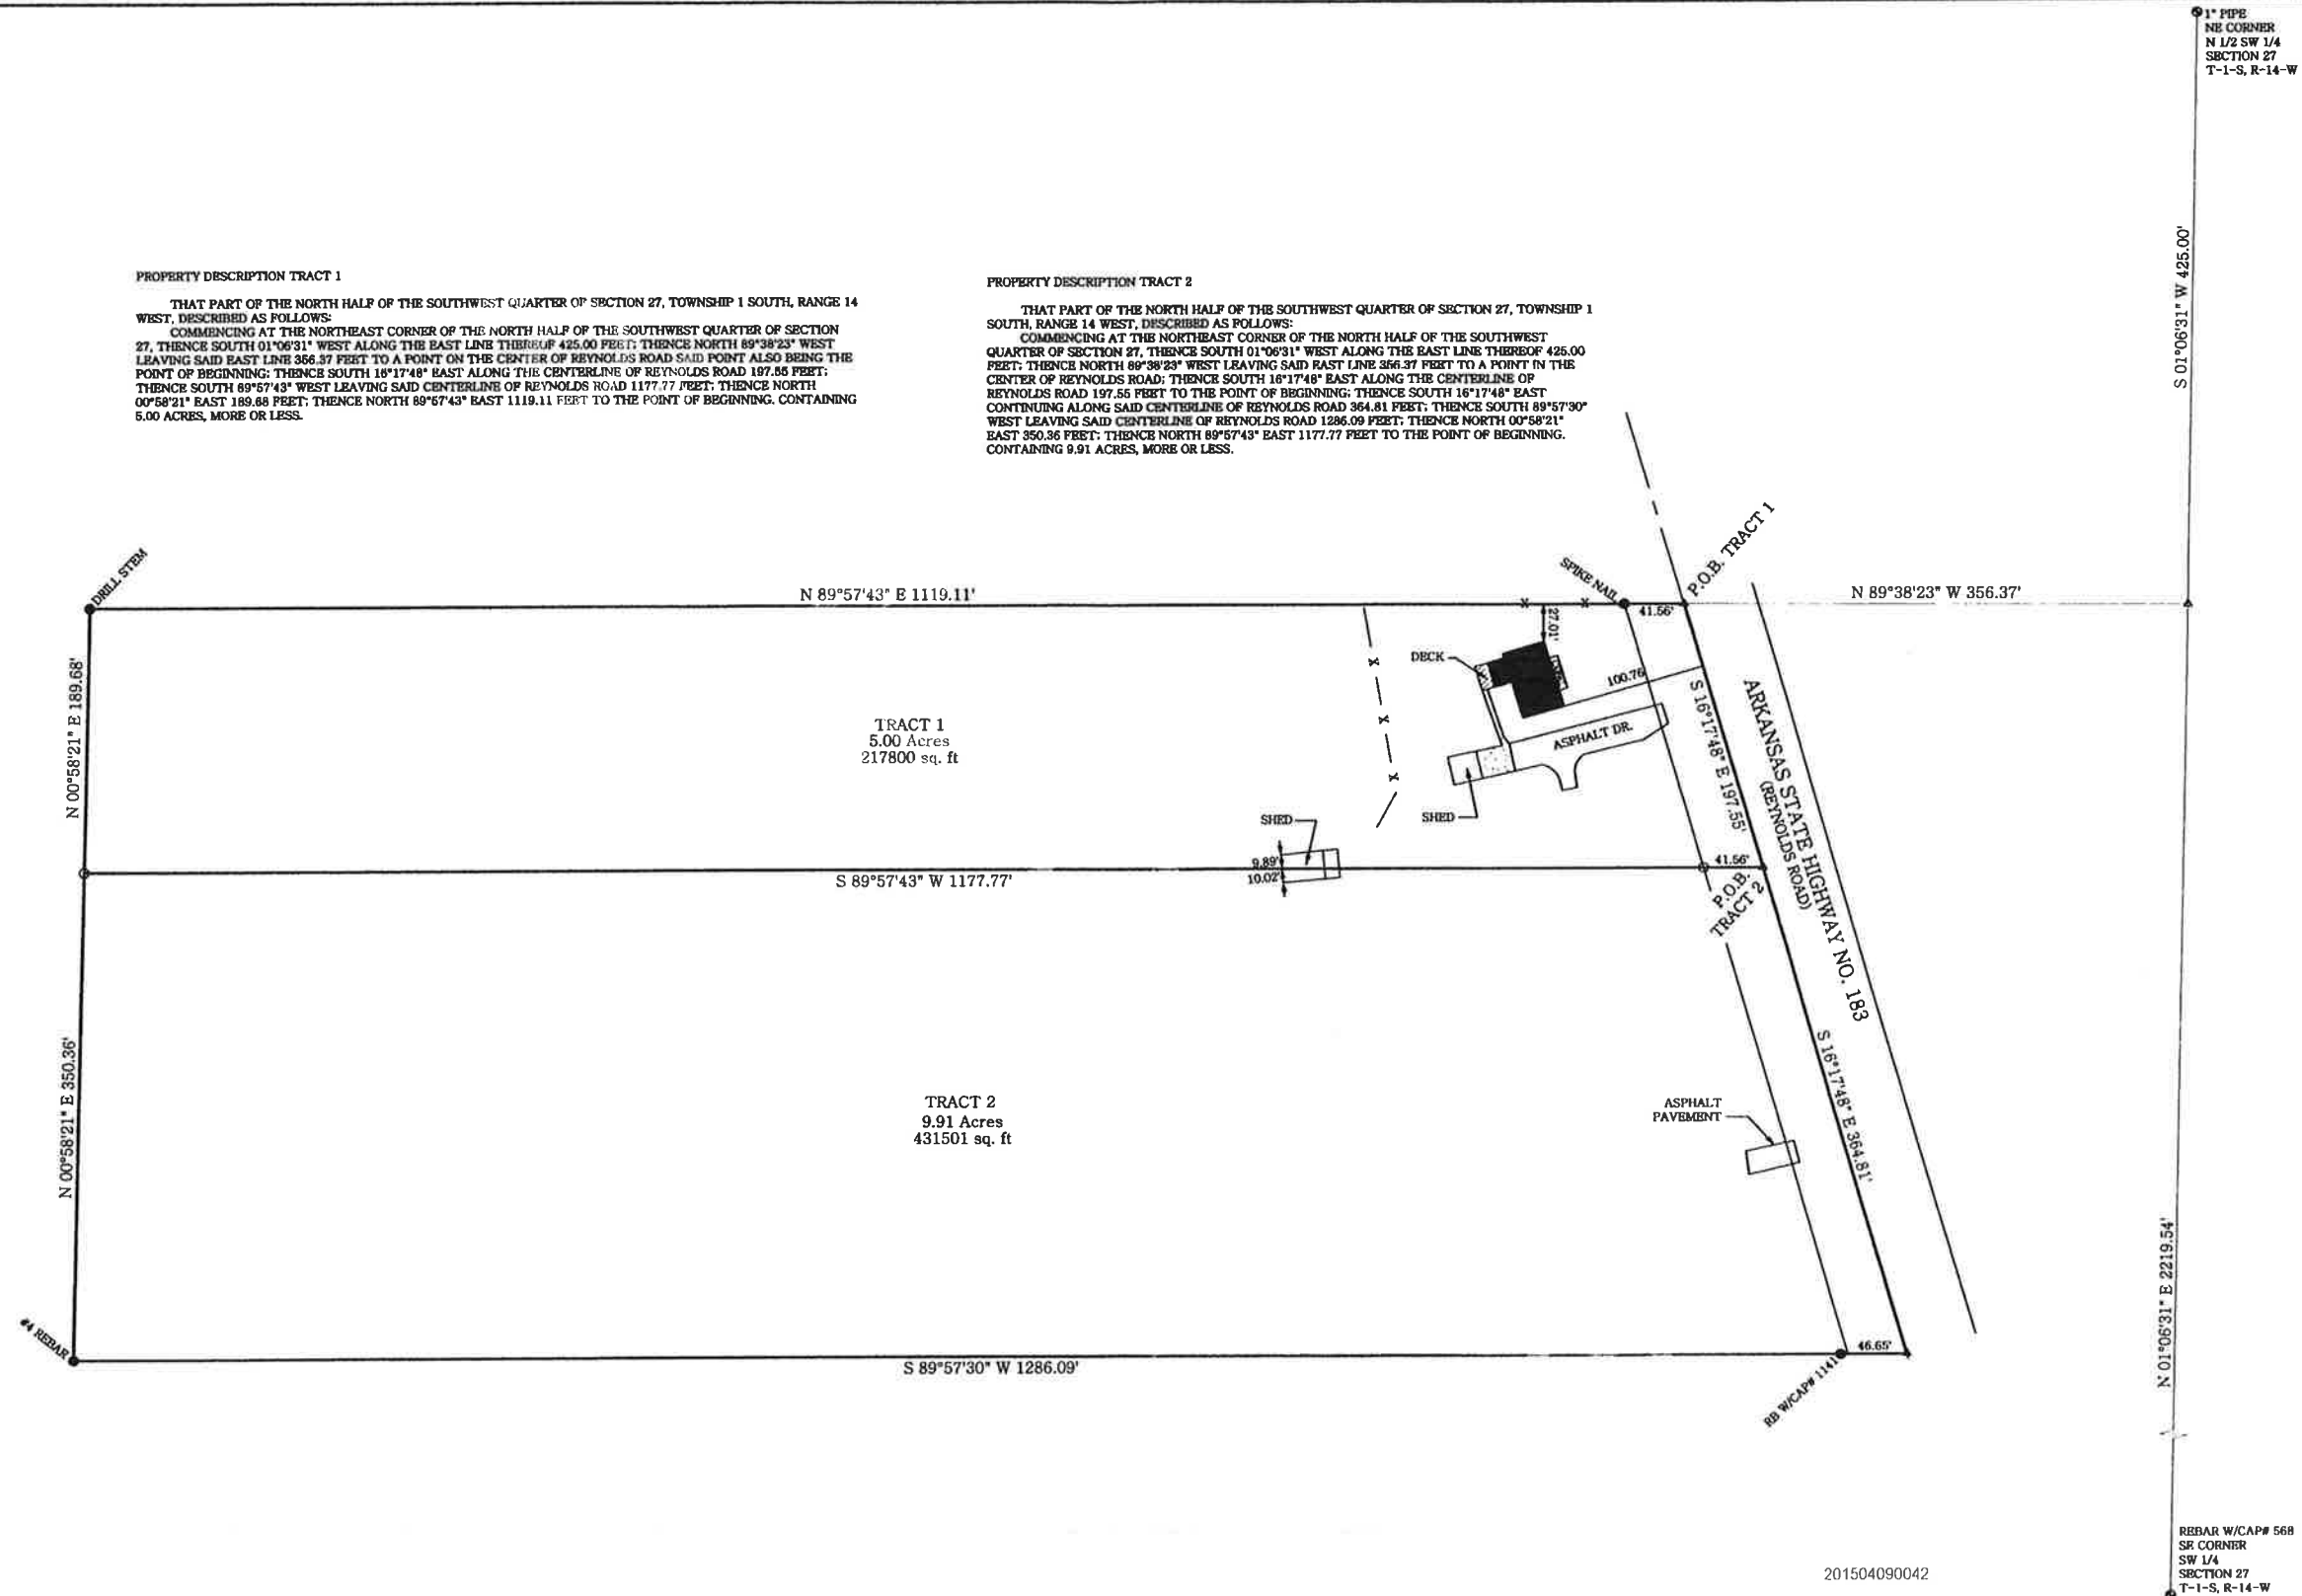 1" PIPE
NE CORNER
N 1/2 SW 1/4
SECTION 27
T-1-S, R-14-W
S 01°06'31" W 425.00'
PROPERTY DESCRIPTION TRACT 1
THAT PART OF THE NORTH HALF OF THE SOUTHWEST QUARTER OF SECTION 27, TOWNSHIP 1 SOUTH, RANGE 14
WEST, DESCRIBED AS FOLLOWS:
COMMENCING AT THE NORTHEAST CORNER OF THE NORTH HALF OF THE SOUTHWEST QUARTER OF SECTION
27, THENCE SOUTH 01°06'31" WEST ALONG THE EAST LINE THEREOF 425.00 FEET; THENCE NORTH 89°38'23" WEST
LEAVING SAID EAST LINE 356.37 FEET TO A POINT ON THE CENTER OF REYNOLDS ROAD SAID POINT ALSO BEING THE
POINT OF BEGINNING; THENCE SOUTH 16°17'48" EAST ALONG THE CENTERLINE OF REYNOLDS ROAD 197.55 FEET;
THENCE SOUTH 89°57'43" WEST LEAVING SAID CENTERLINE OF REYNOLDS ROAD 1177.77 FEET; THENCE NORTH
00°58'21" EAST 189.68 FEET; THENCE NORTH 89°57'43" EAST 1119.11 FEET TO THE POINT OF BEGINNING. CONTAINING
5.00 ACRES, MORE OR LESS.
PROPERTY DESCRIPTION TRACT 2
THAT PART OF THE NORTH HALF OF THE SOUTHWEST QUARTER OF SECTION 27, TOWNSHIP 1
SOUTH, RANGE 14 WEST, DESCRIBED AS FOLLOWS:
COMMENCING AT THE NORTHEAST CORNER OF THE NORTH HALF OF THE SOUTHWEST
QUARTER OF SECTION 27, THENCE SOUTH 01°06'31" WEST ALONG THE EAST LINE THEREOF 425.00
FEET; THENCE NORTH 89°38'23" WEST LEAVING SAID EAST LINE 356.37 FEET TO A POINT IN THE
CENTER OF REYNOLDS ROAD; THENCE SOUTH 16°17'48" EAST ALONG THE CENTERLINE OF
REYNOLDS ROAD 197.55 FEET TO THE POINT OF BEGINNING; THENCE SOUTH 16°17'48" EAST
CONTINUING ALONG SAID CENTERLINE OF REYNOLDS ROAD 364.81 FEET; THENCE SOUTH 89°57'30"
WEST LEAVING SAID CENTERLINE OF REYNOLDS ROAD 1286.09 FEET; THENCE NORTH 00°58'21"
EAST 350.36 FEET; THENCE NORTH 89°57'43" EAST 1177.77 FEET TO THE POINT OF BEGINNING.
CONTAINING 9.91 ACRES, MORE OR LESS.
DRILL STEM
N 89°57'43" E 1119.11'
SPIKE NAIL
41.56'
P.O.B. TRACT 1
N 89°38'23" W 356.37'
27.01'
DECK
100.76
N 00°58'21" E 189.68'
TRACT 1
5.00 Acres
217800 sq. ft
ASPHALT DR.
S 16°17'48" E 197.55'
ARKANSAS STATE HIGHWAY NO. 183
(REYNOLDS ROAD)
SHED
SHED
9.89'
10.02'
S 89°57'43" W 1177.77'
41.56'
P.O.B.
TRACT 2
N 00°58'21" E 350.36'
TRACT 2
9.91 Acres
431501 sq. ft
ASPHALT
PAVEMENT
S 16°17'48" E 364.81'
#4 REBAR
S 89°57'30" W 1286.09'
46.65'
RB W/CAP# 1141
N 01°06'31" E 2219.54'
REBAR W/CAP# 568
SE CORNER
SW 1/4
SECTION 27
T-1-S, R-14-W
201504090042